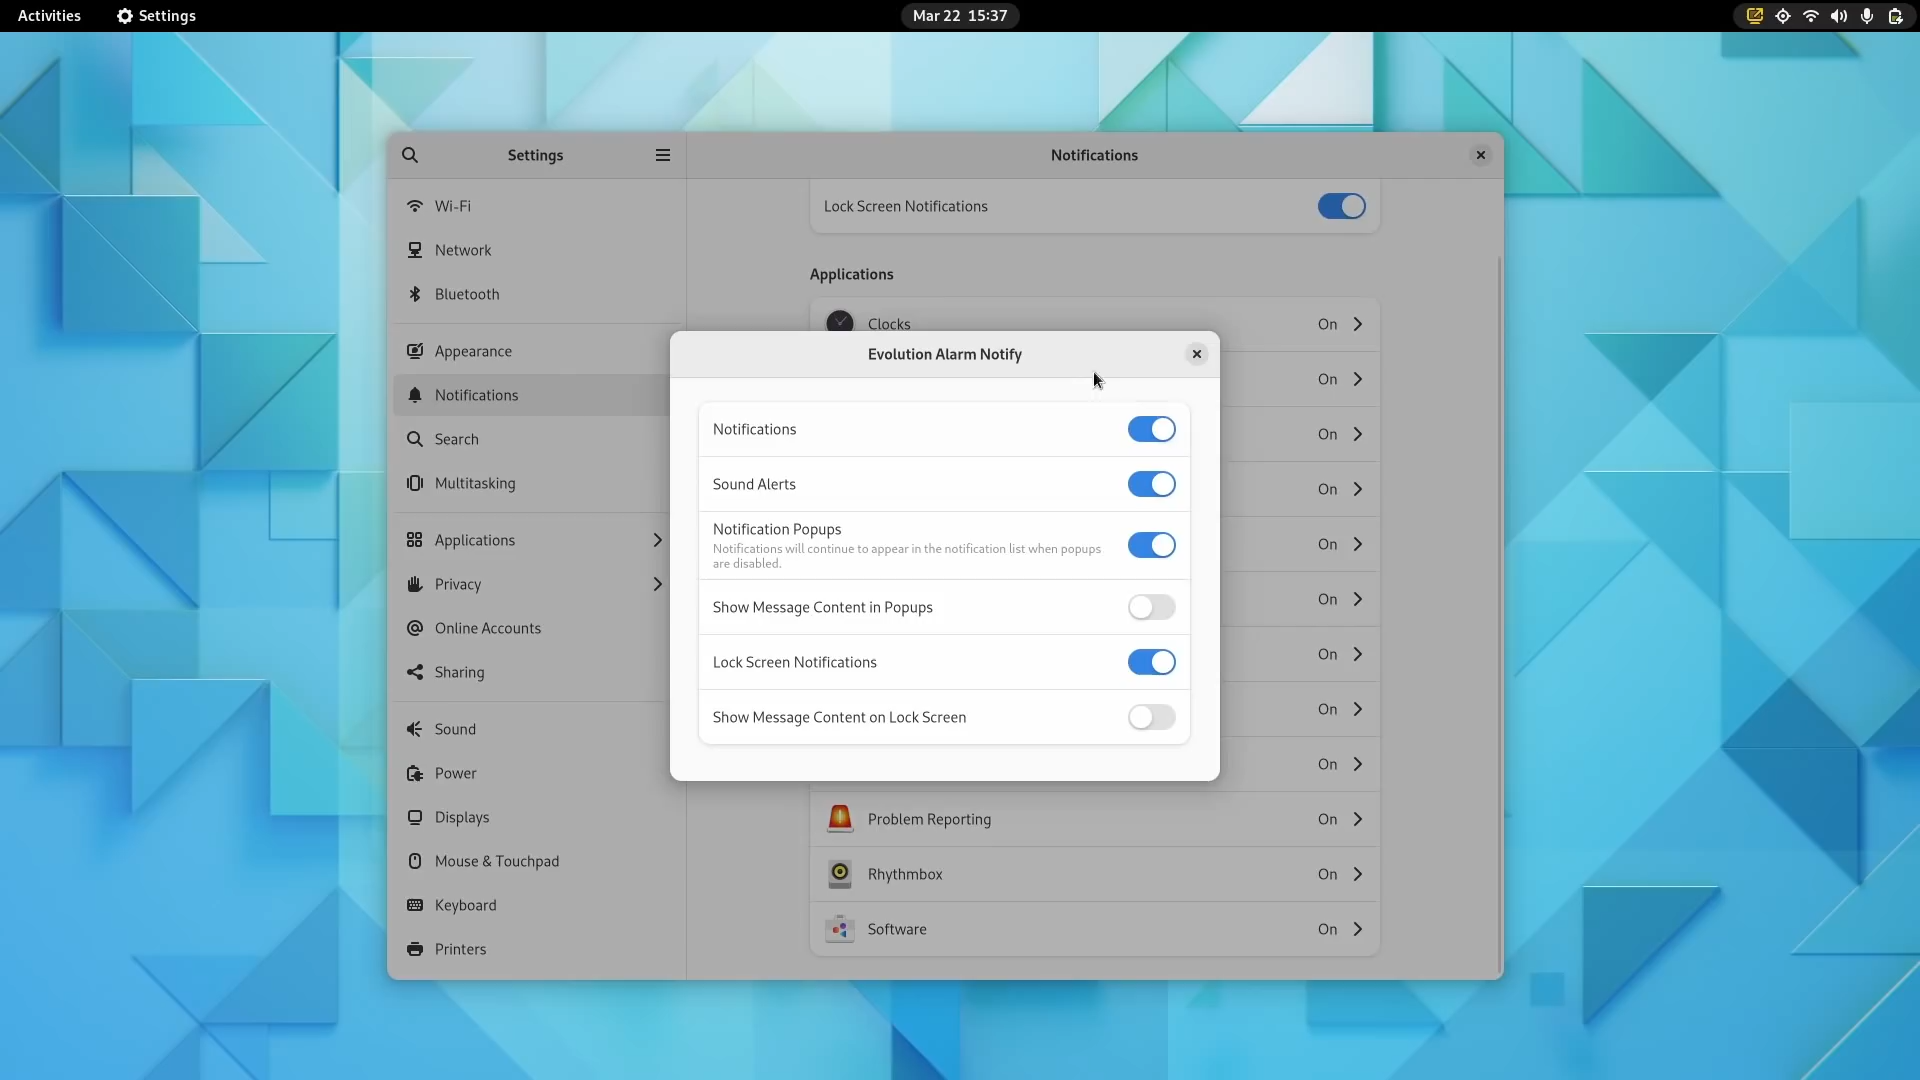 Activities
Settings
Mar 22 15:37
Settings
Notifications
Wi-Fi
Network
Bluetooth
Appearance
Notifications
Search
Multitasking
Applications
Privacy
Online Accounts
Sharing
Sound
Power
Displays
Mouse & Touchpad
Keyboard
Printers
Lock Screen Notifications
Applications
Clocks On
On
On
On
On
On
On
On
On
Problem Reporting On
Rhythmbox On
Software On
Evolution Alarm Notify
Notifications
Sound Alerts
Notification Popups
Notifications will continue to appear in the notification list when popups
are disabled.
Show Message Content in Popups
Lock Screen Notifications
Show Message Content on Lock Screen